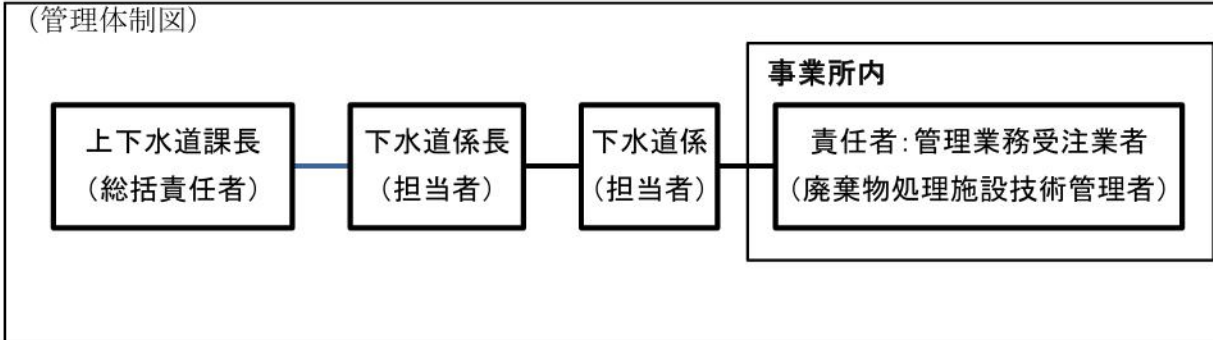 （管理体制図）
事業所内
上下水道課長
（総括責任者）
下水道係長
（担当者）
下水道係
（担当者）
責任者：管理業務受注業者
（廃棄物処理施設技術管理者）